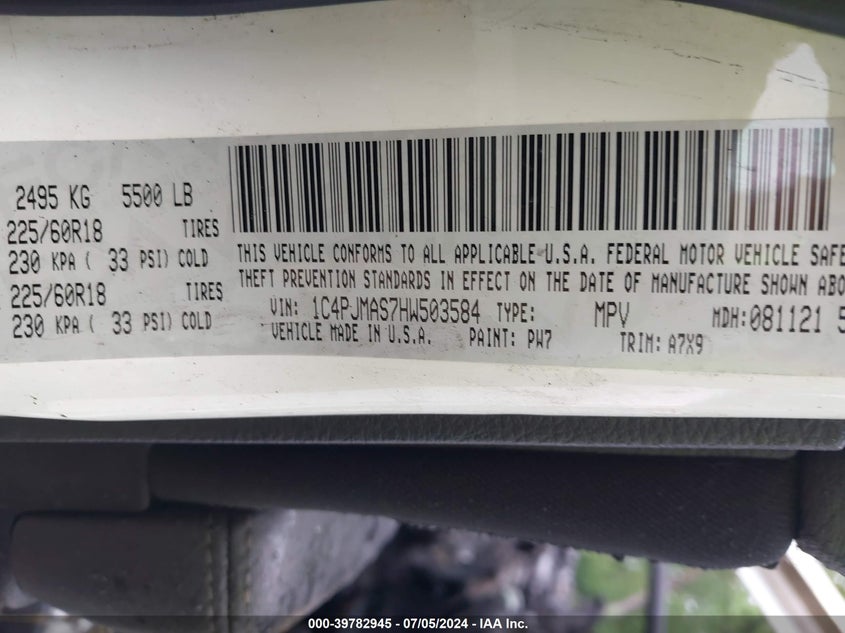 2495 KG 5500 LB
225/60R18 TIRES
230 KPA ( 33 PSI) COLD
225/60R18 TIRES
230 KPA ( 33 PSI) COLD
THIS VEHICLE CONFORMS TO ALL APPLICABLE U.S.A. FEDERAL MOTOR VEHICLE SAFE
THEFT PREVENTION STANDARDS IN EFFECT ON THE DATE OF MANUFACTURE SHOWN ABO
VIN: 1C4PJMAS7HW503584 TYPE: MPV MDH: 081121 5
VEHICLE MADE IN U.S.A. PAINT: PW7 TRIM: A7X9
000-39782945 - 07/05/2024 - IAA Inc.